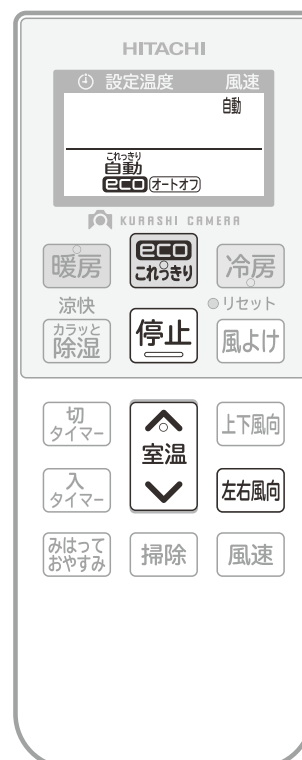 HITACHI
設定温度 風速
自動
これっきり
自動
eco オートオフ
KURASHI CAMERA
暖房
eco
これっきり
冷房
涼快
リセット
カラッと
除湿
停止
風よけ
切
タイマー
室温
上下風向
入
タイマー
左右風向
みはって
おやすみ
掃除
風速